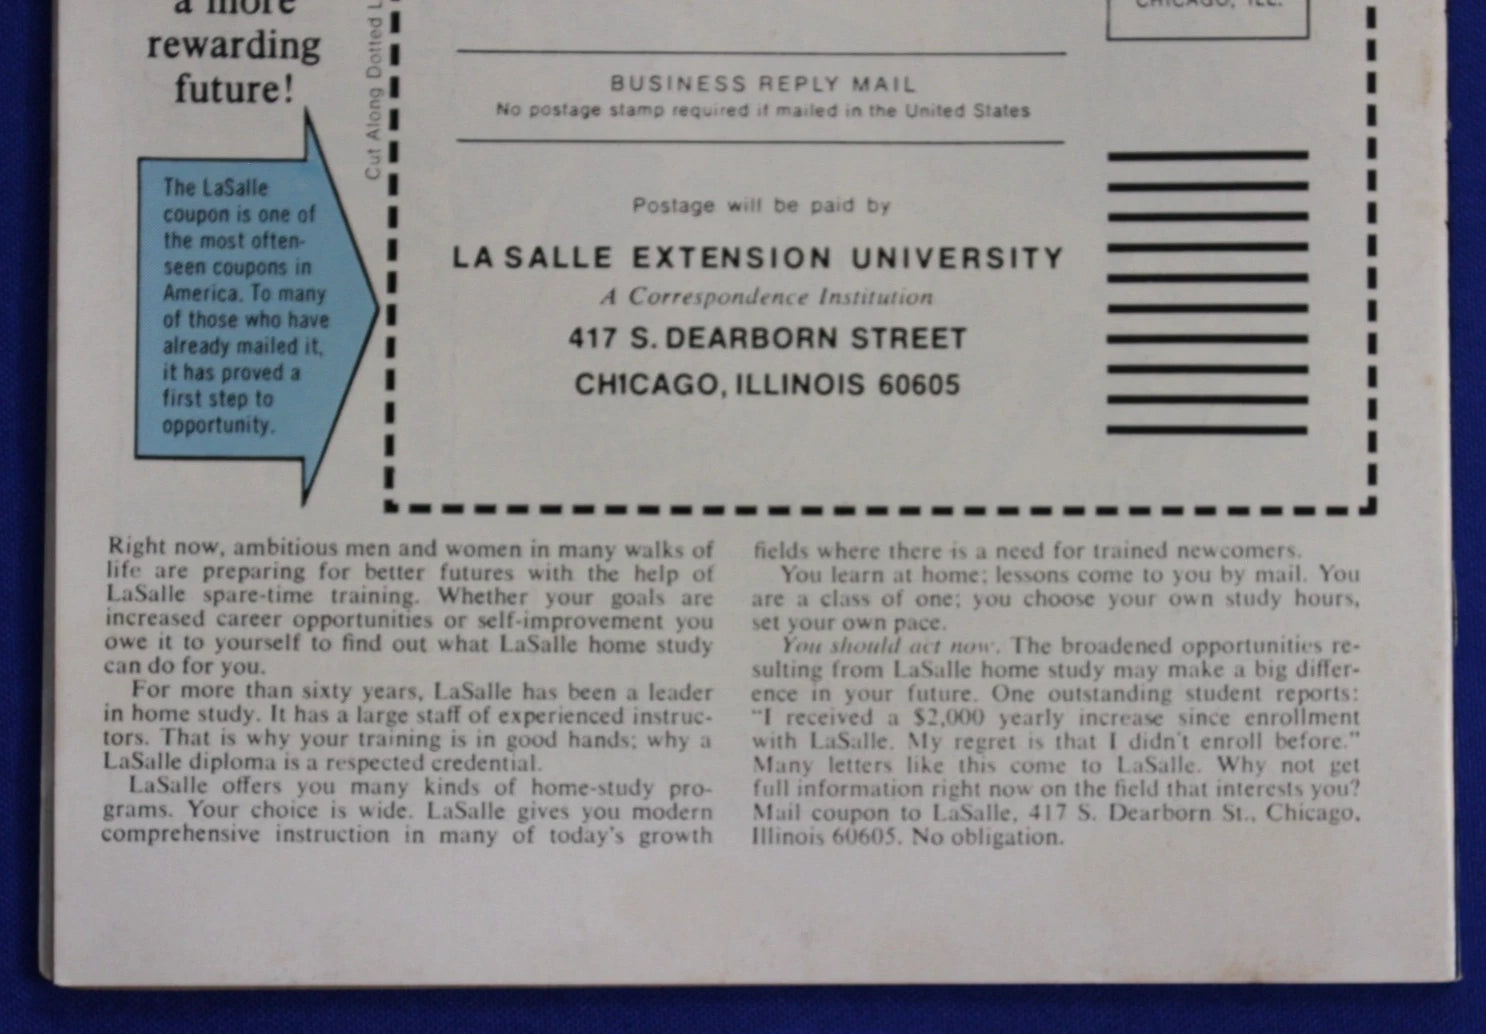 a more
rewarding
future!
The LaSalle
coupon is one of
the most often-
seen coupons in
America. To many
of those who have
already mailed it,
it has proved a
first step to
opportunity.
Cut Along Dotted L
CHICAGO, ILL.
BUSINESS REPLY MAIL
No postage stamp required if mailed in the United States
Postage will be paid by
LA SALLE EXTENSION UNIVERSITY
A Correspondence Institution
417 S. DEARBORN STREET
CHICAGO, ILLINOIS 60605
Right now, ambitious men and women in many walks of
life are preparing for better futures with the help of
LaSalle spare-time training. Whether your goals are
increased career opportunities or self-improvement you
owe it to yourself to find out what LaSalle home study
can do for you.
For more than sixty years, LaSalle has been a leader
in home study. It has a large staff of experienced instruc-
tors. That is why your training is in good hands; why a
LaSalle diploma is a respected credential.
LaSalle offers you many kinds of home-study pro-
grams. Your choice is wide. LaSalle gives you modern
comprehensive instruction in many of today's growth
fields where there is a need for trained newcomers.
You learn at home; lessons come to you by mail. You
are a class of one; you choose your own study hours,
set your own pace.
You should act now. The broadened opportunities re-
sulting from LaSalle home study may make a big differ-
ence in your future. One outstanding student reports:
"I received a $2,000 yearly increase since enrollment
with LaSalle. My regret is that I didn't enroll before."
Many letters like this come to LaSalle. Why not get
full information right now on the field that interests you?
Mail coupon to LaSalle, 417 S. Dearborn St., Chicago,
Illinois 60605. No obligation.